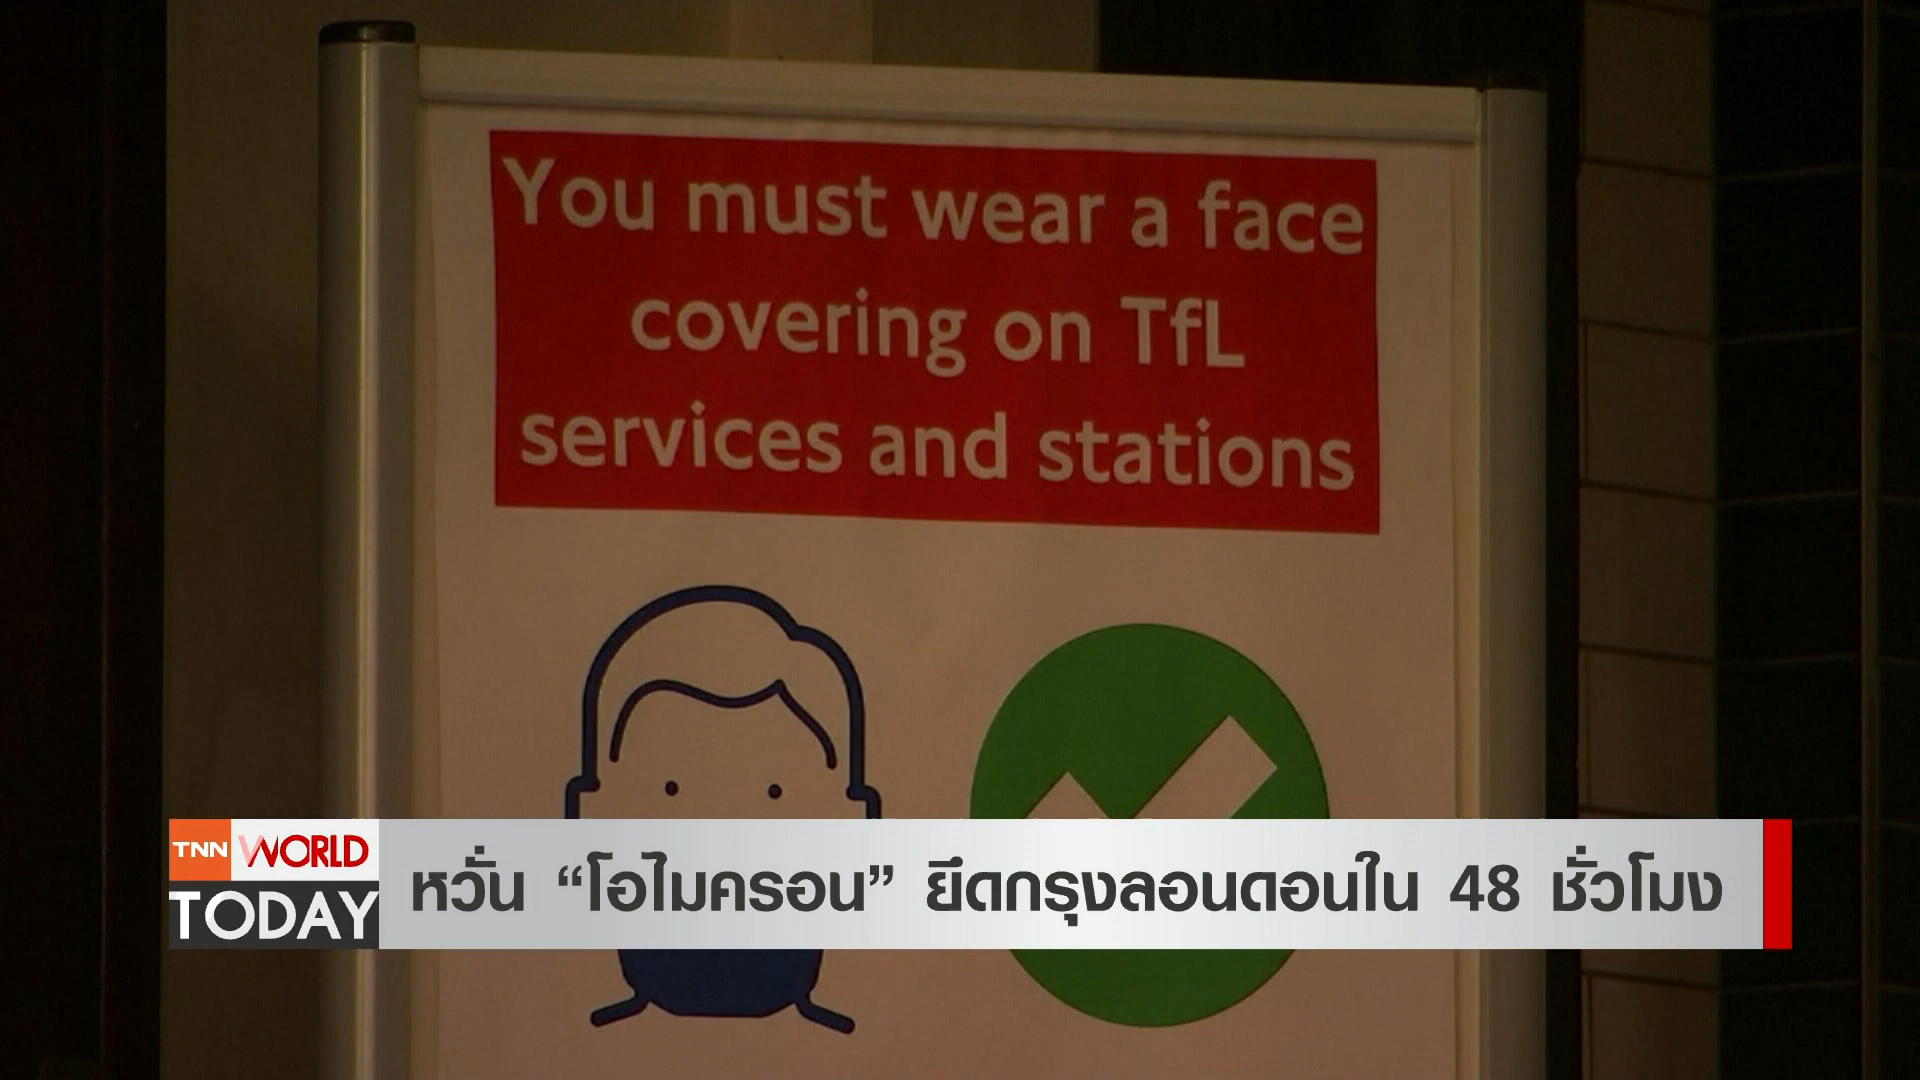 You must wear a face
covering on TfL
services and stations
TNN WORLD
TODAY
หวั่น “โอไมครอน” ยึดกรุงลอนดอนใน 48 ชั่วโมง